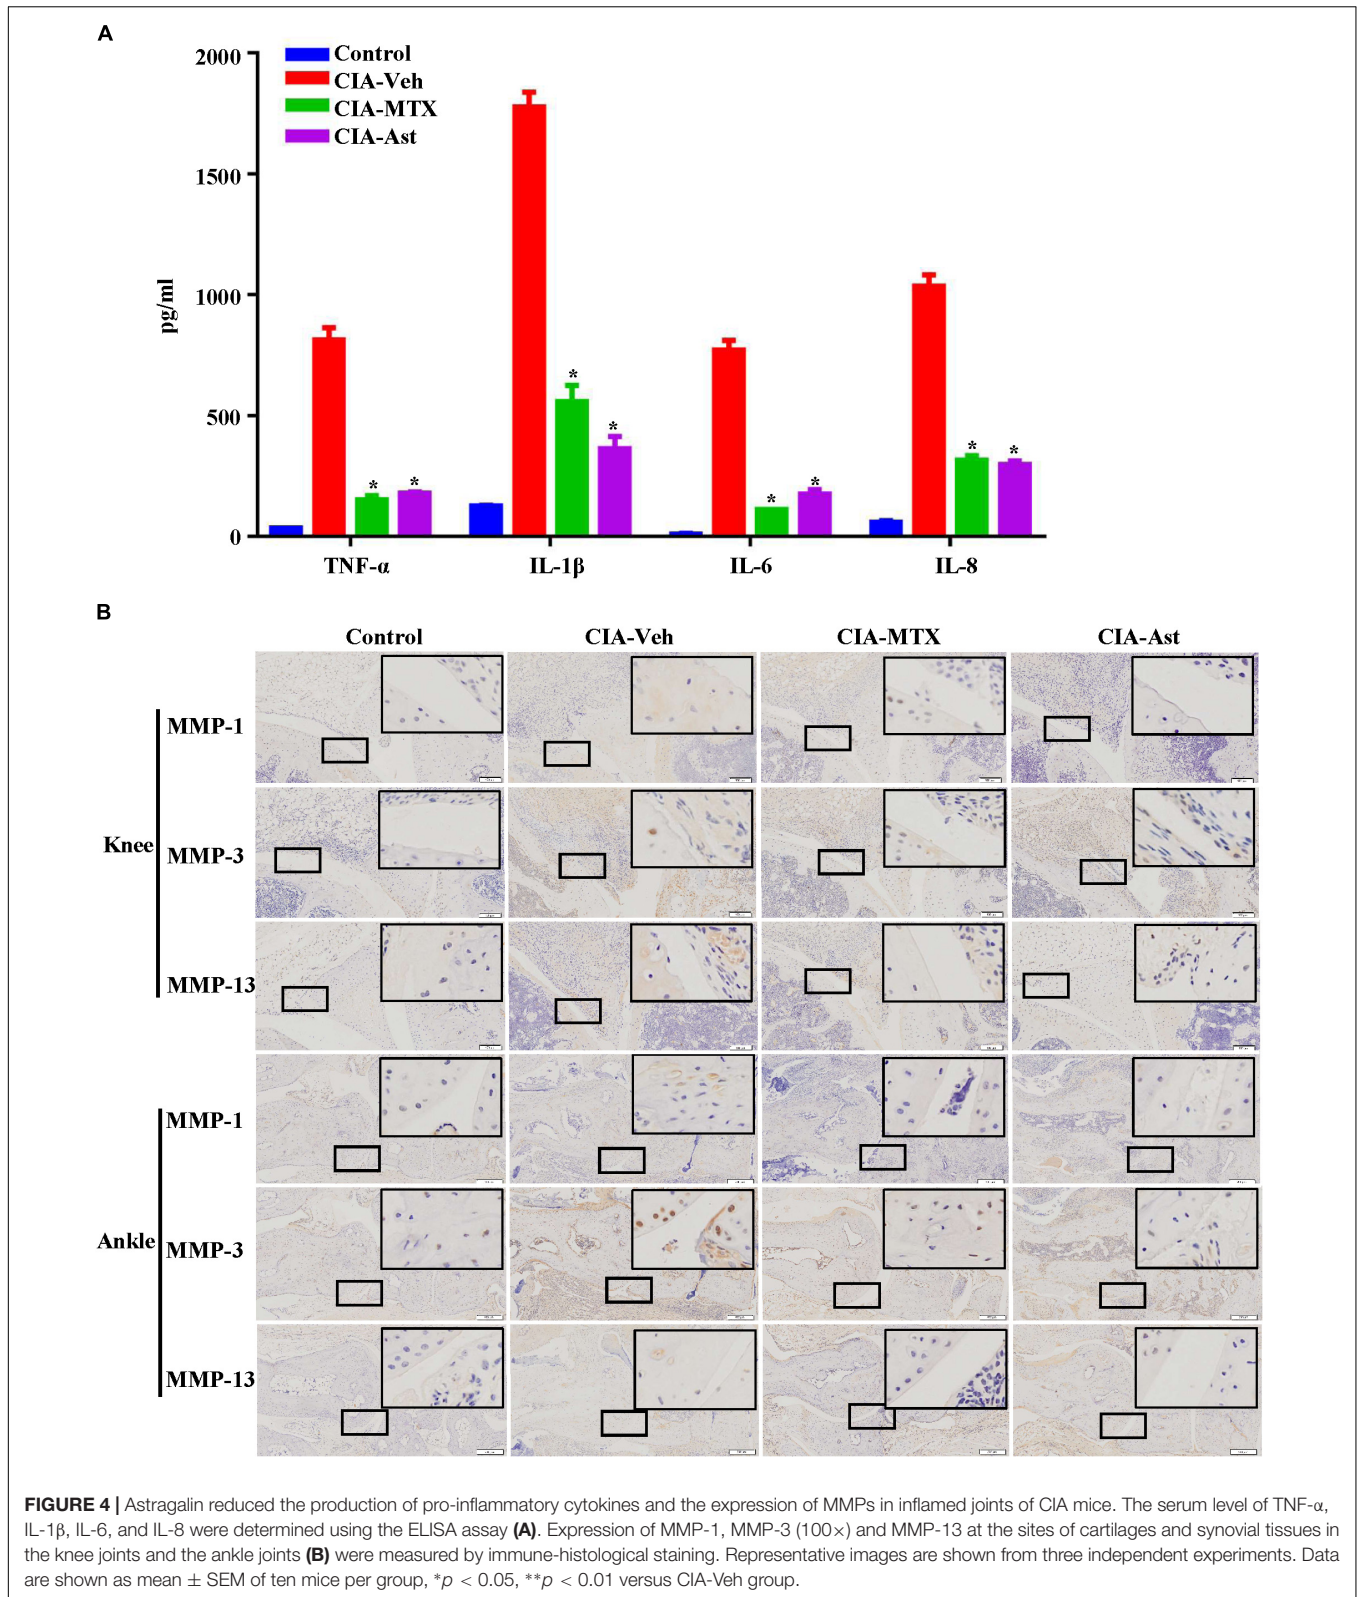 A
2000
1500
1000
500
0
pg/ml
Control
CIA-Veh
CIA-MTX
CIA-Ast
*
*
*
*
*
*
*
*
TNF-α
IL-1β
IL-6
IL-8
B
Control
CIA-Veh
CIA-MTX
CIA-Ast
Knee
MMP-1
MMP-3
MMP-13
Ankle
MMP-1
MMP-3
MMP-13
FIGURE 4 | Astragalin reduced the production of pro-inflammatory cytokines and the expression of MMPs in inflamed joints of CIA mice. The serum level of TNF-α,
IL-1β, IL-6, and IL-8 were determined using the ELISA assay (A). Expression of MMP-1, MMP-3 (100×) and MMP-13 at the sites of cartilages and synovial tissues in
the knee joints and the ankle joints (B) were measured by immune-histological staining. Representative images are shown from three independent experiments. Data
are shown as mean ± SEM of ten mice per group, *p < 0.05, **p < 0.01 versus CIA-Veh group.